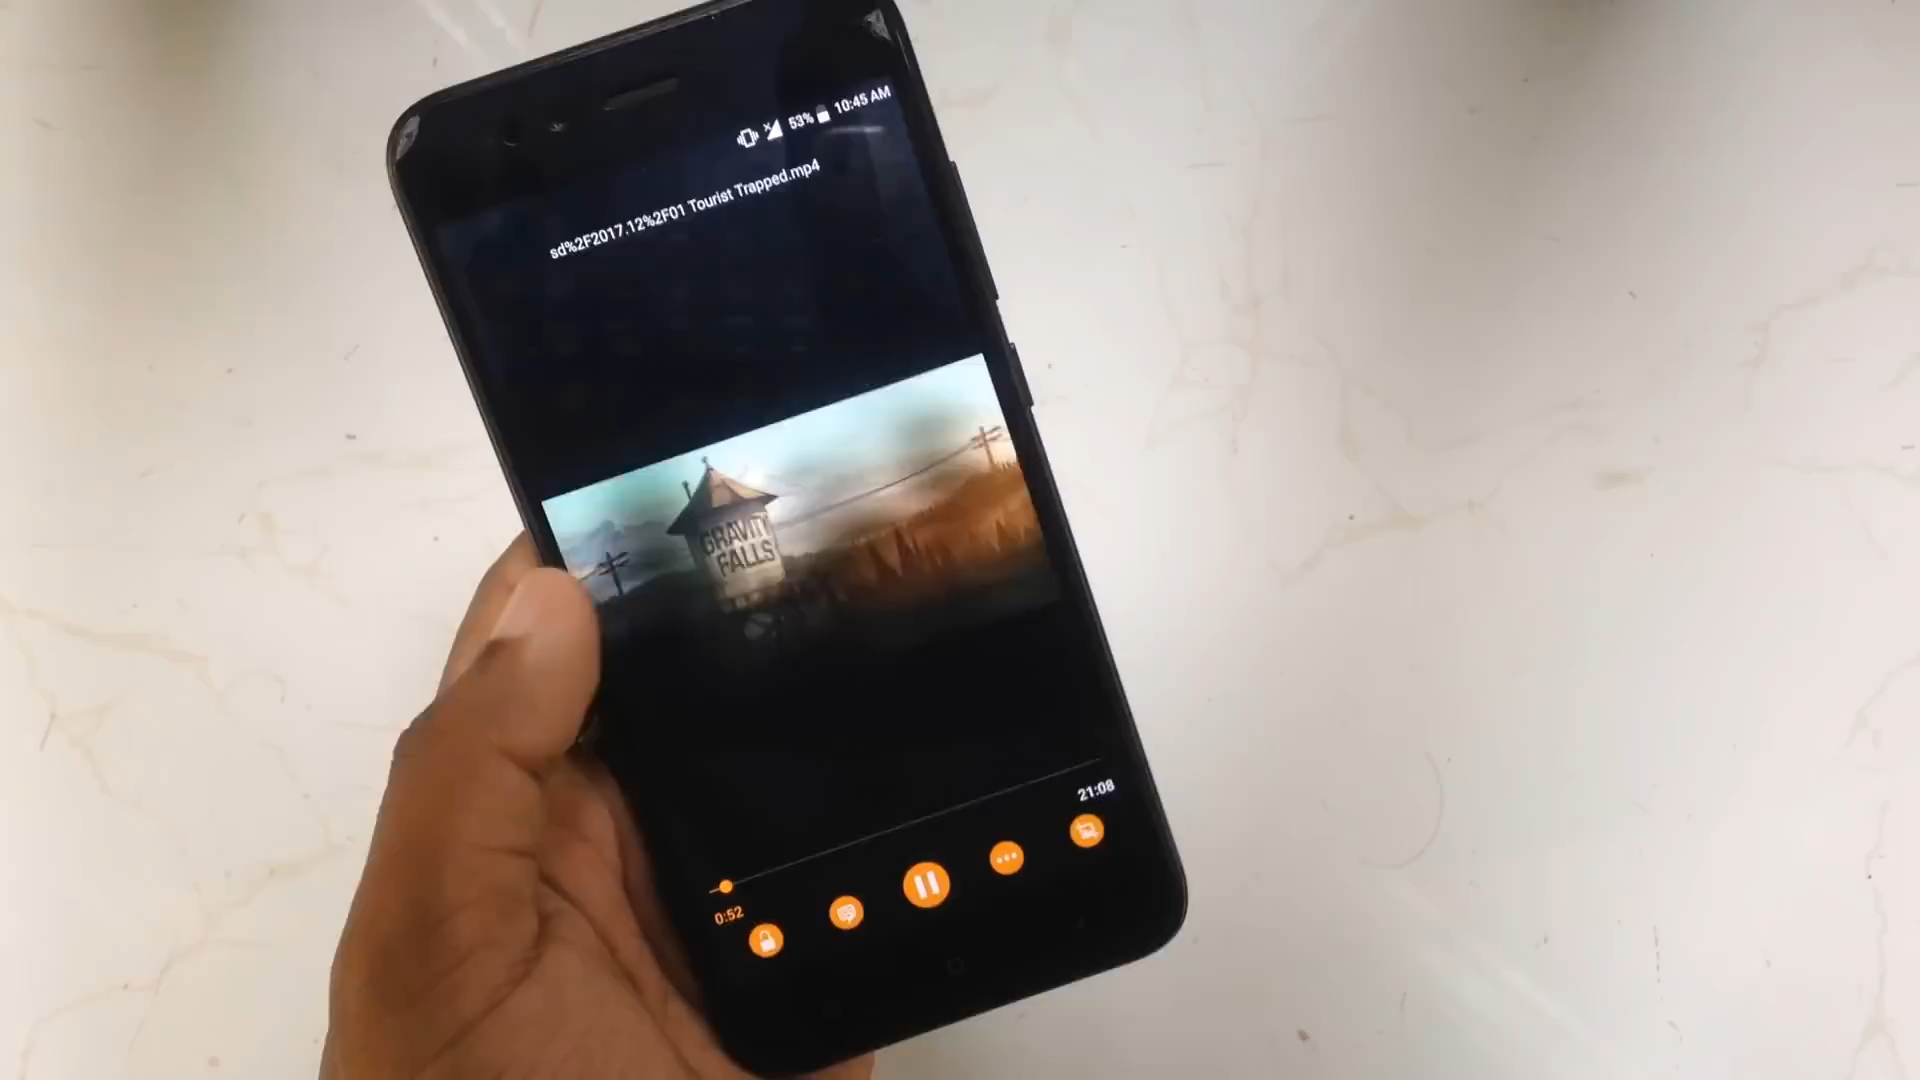 53% 10:45 AM
sd%2F2017.12%2F01 Tourist Trapped.mp4
GRAVITY
FALLS
21:08
0:52